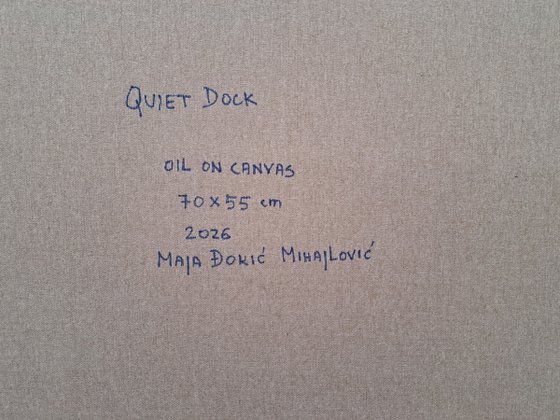 QUIET DOCK
OIL ON CANVAS
70 x 55 cm
2026
MAJA ĐOKIĆ MIHAJLOVIĆ